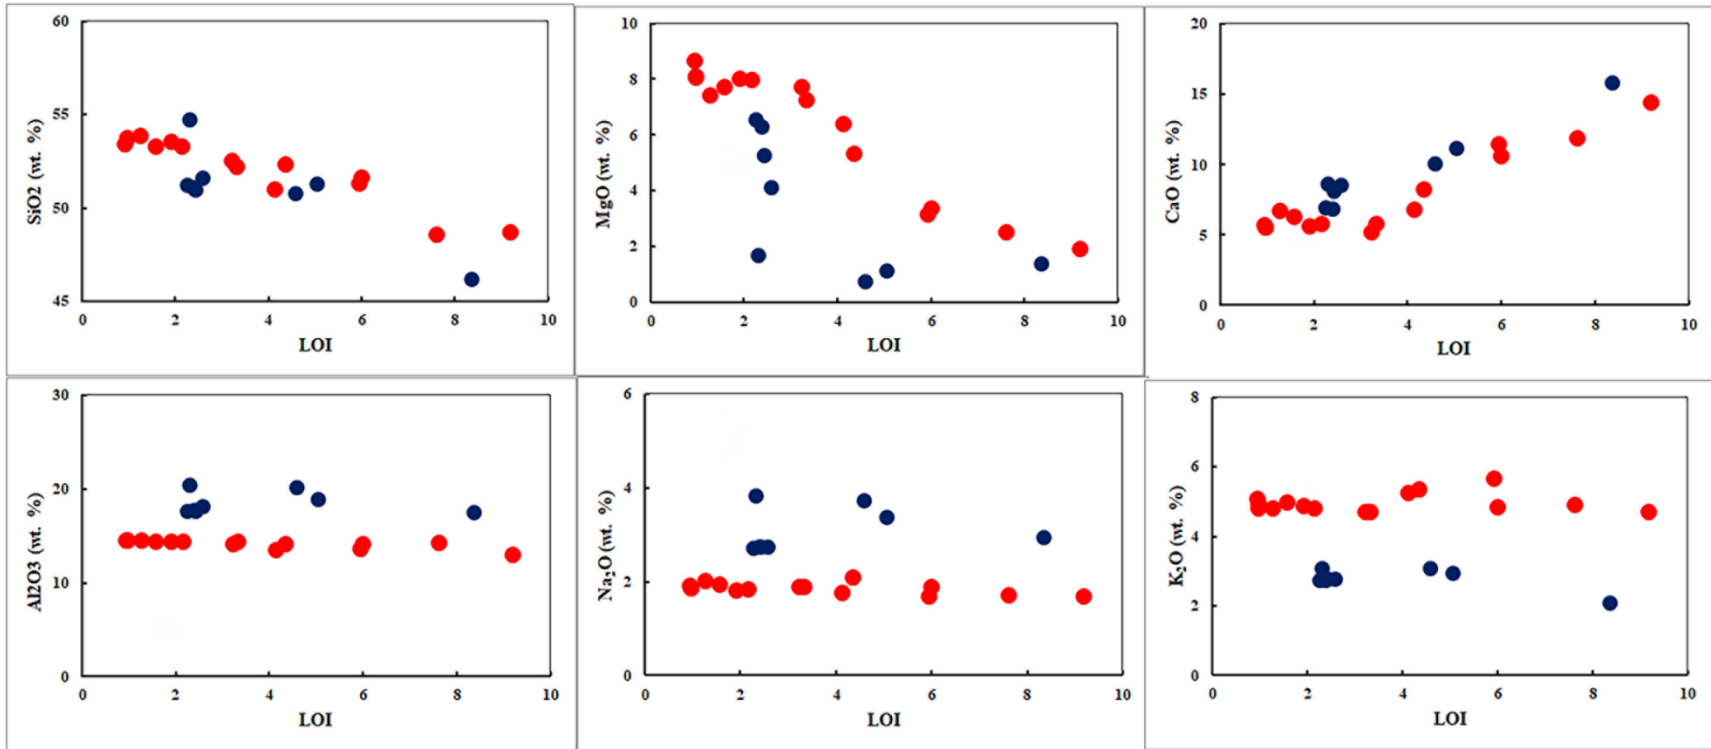 SiO2 (wt. %)
60
55
50
45
0 2 4 6 8 10
LOI
MgO (wt. %)
10
8
6
4
2
0
0 2 4 6 8 10
LOI
CaO (wt. %)
20
15
10
5
0
0 2 4 6 8 10
LOI
Al2O3 (wt. %)
30
20
10
0
0 2 4 6 8 10
LOI
Na₂O(wt. %)
6
4
2
0
0 2 4 6 8 10
LOI
K₂O (wt. %)
8
6
4
2
0
0 2 4 6 8 10
LOI